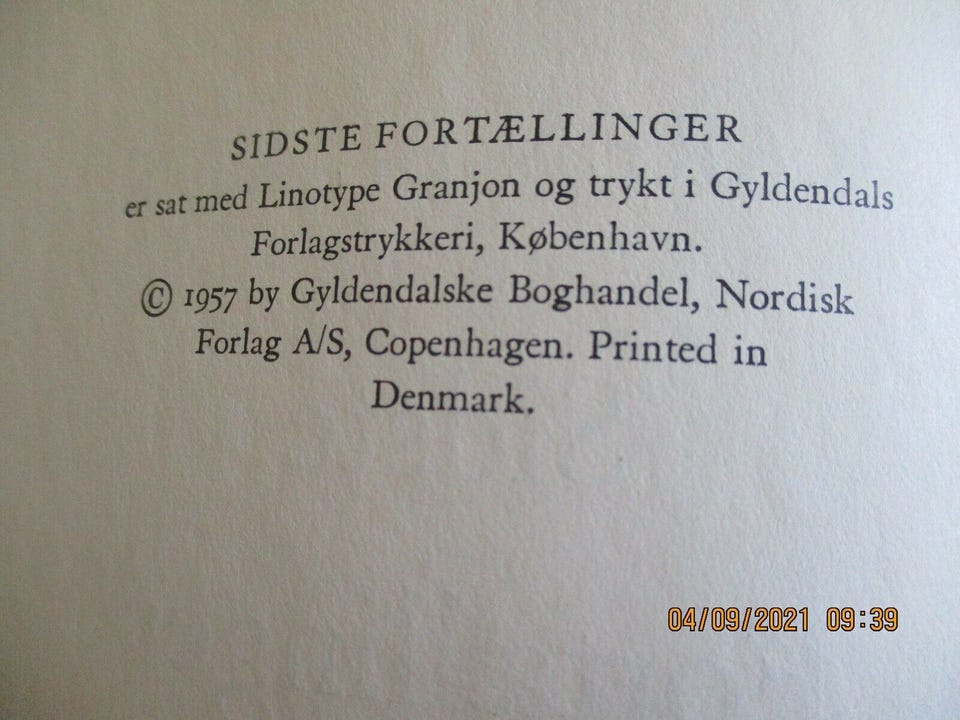 SIDSTE FORTÆLLINGER
er sat med Linotype Granjon og trykt i Gyldendals
Forlagstrykkeri, København.
© 1957 by Gyldendalske Boghandel, Nordisk
Forlag A/S, Copenhagen. Printed in
Denmark.
04/09/2021 09:39